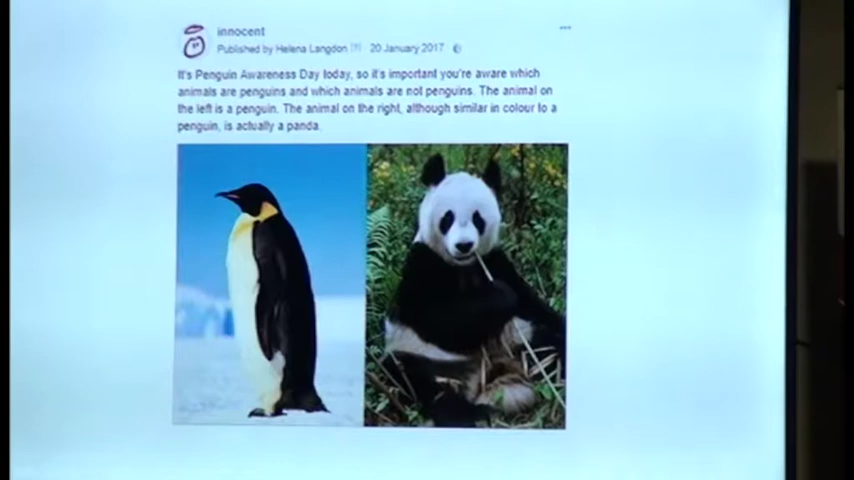 innocent
Published by Helena Langdon [?] · 20 January 2017 ·
It's Penguin Awareness Day today, so it's important you're aware which
animals are penguins and which animals are not penguins. The animal on
the left is a penguin. The animal on the right, although similar in colour to a
penguin, is actually a panda.